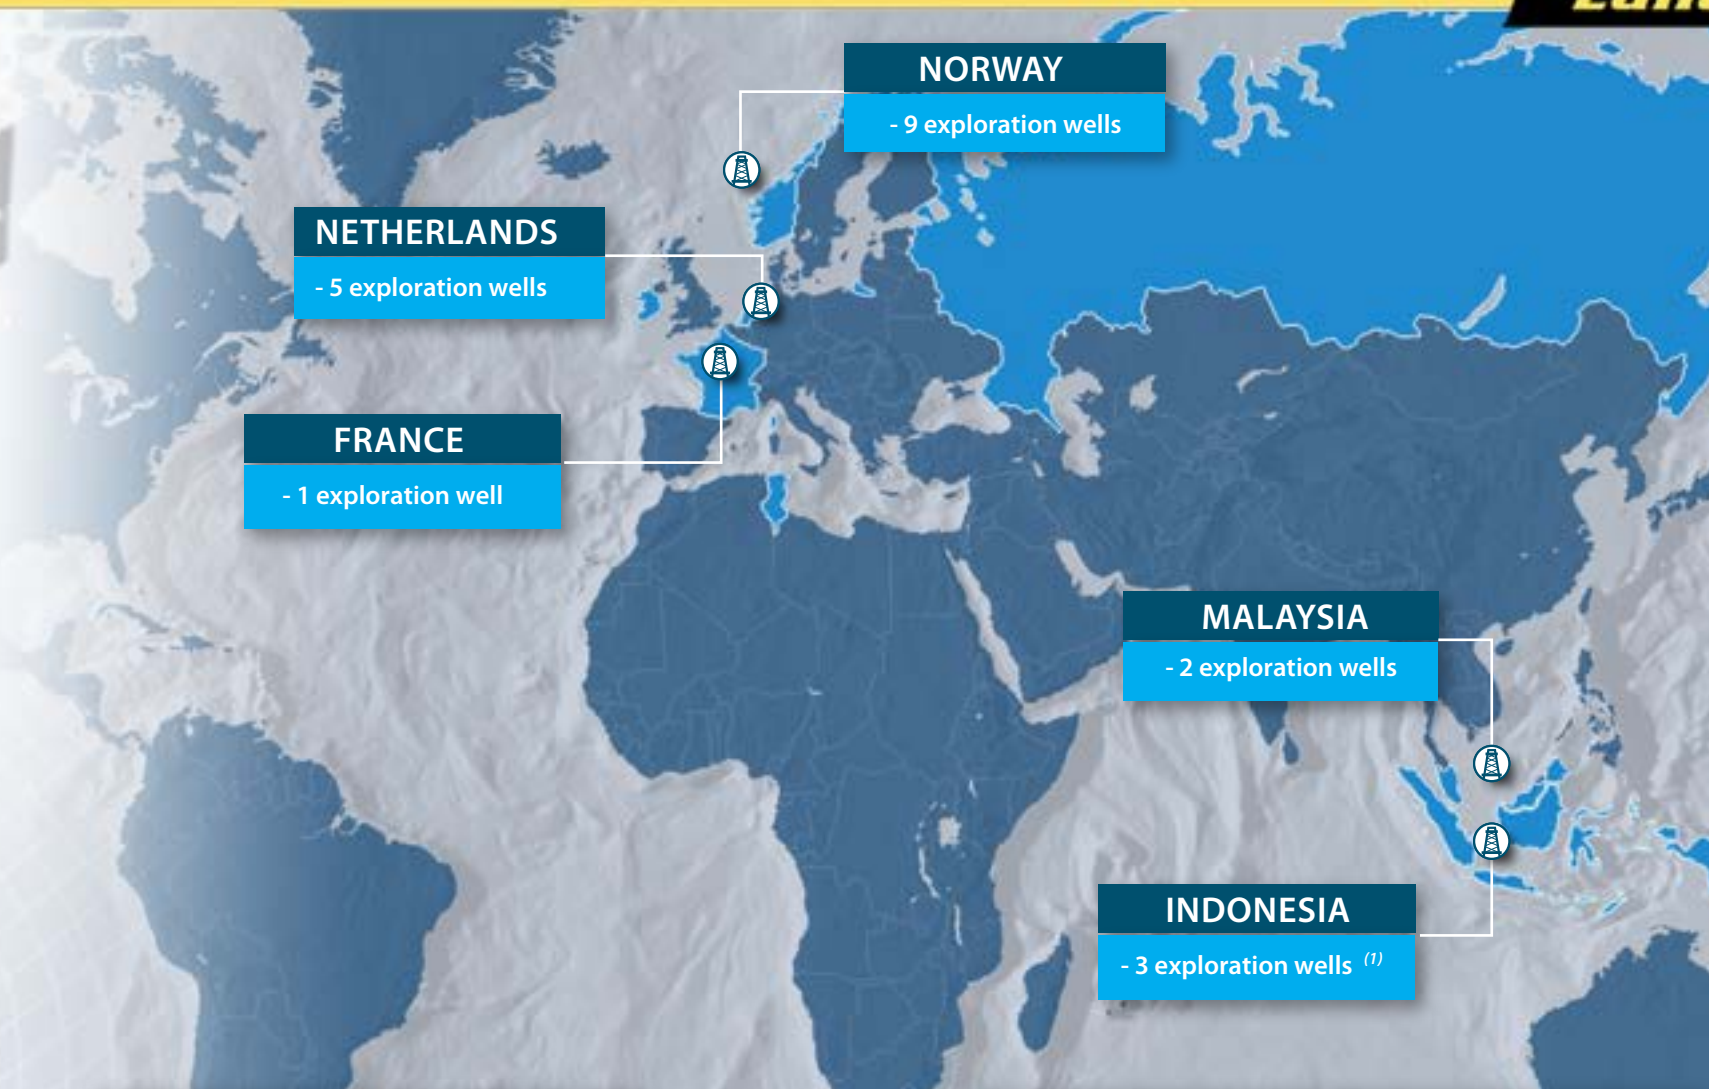 NORWAY
- 9 exploration wells
NETHERLANDS
- 5 exploration wells
FRANCE
- 1 exploration well
MALAYSIA
- 2 exploration wells
INDONESIA
- 3 exploration wells (1)